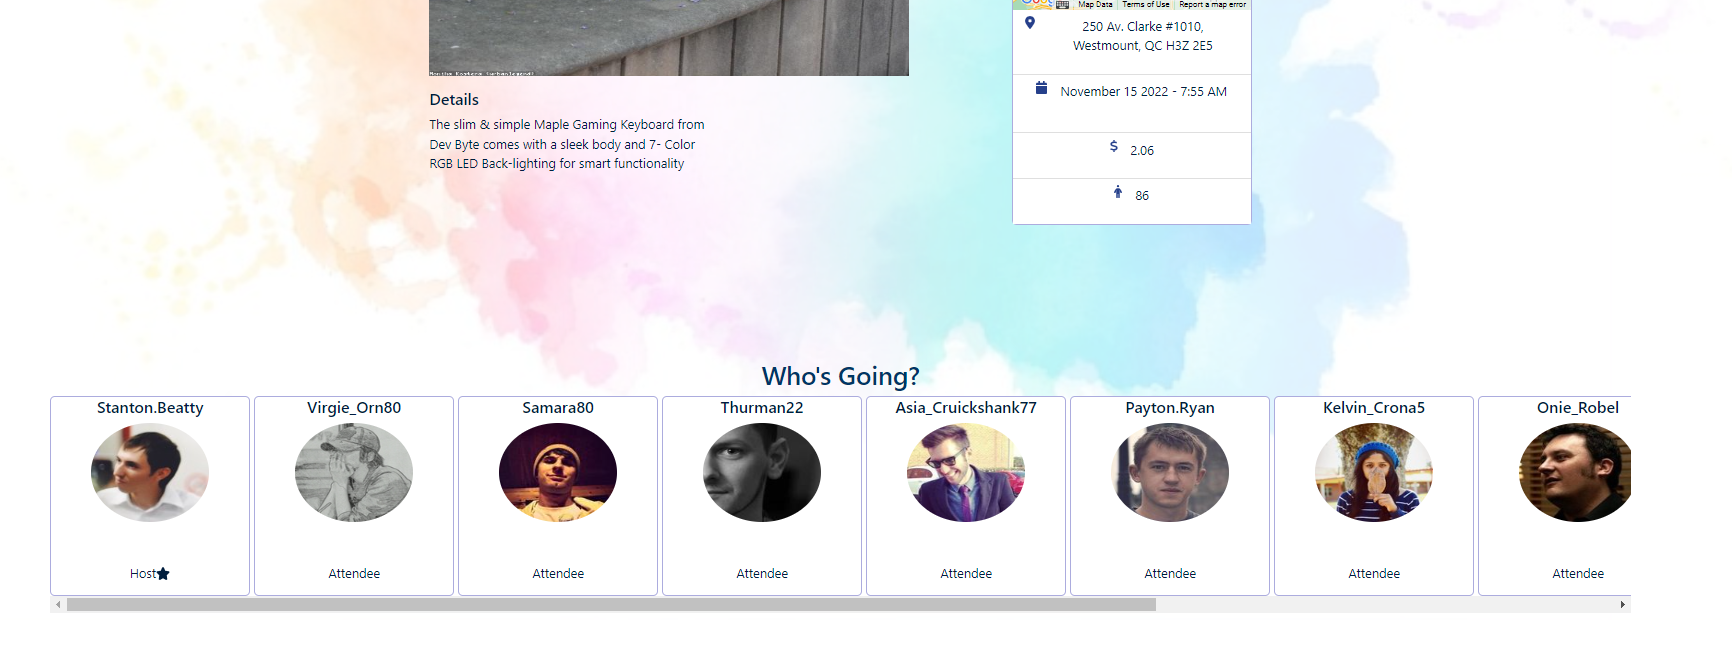 Map Data
Terms of Use
Report a map error
250 Av. Clarke #1010,
Westmount, QC H3Z 2E5
November 15 2022 - 7:55 AM
$ 2.06
86
Details
The slim & simple Maple Gaming Keyboard from
Dev Byte comes with a sleek body and 7- Color
RGB LED Back-lighting for smart functionality
Who's Going?
Stanton.Beatty
Host
Virgie_Orn80
Attendee
Samara80
Attendee
Thurman22
Attendee
Asia_Cruickshank77
Attendee
Payton.Ryan
Attendee
Kelvin_Crona5
Attendee
Onie_Robel
Attendee